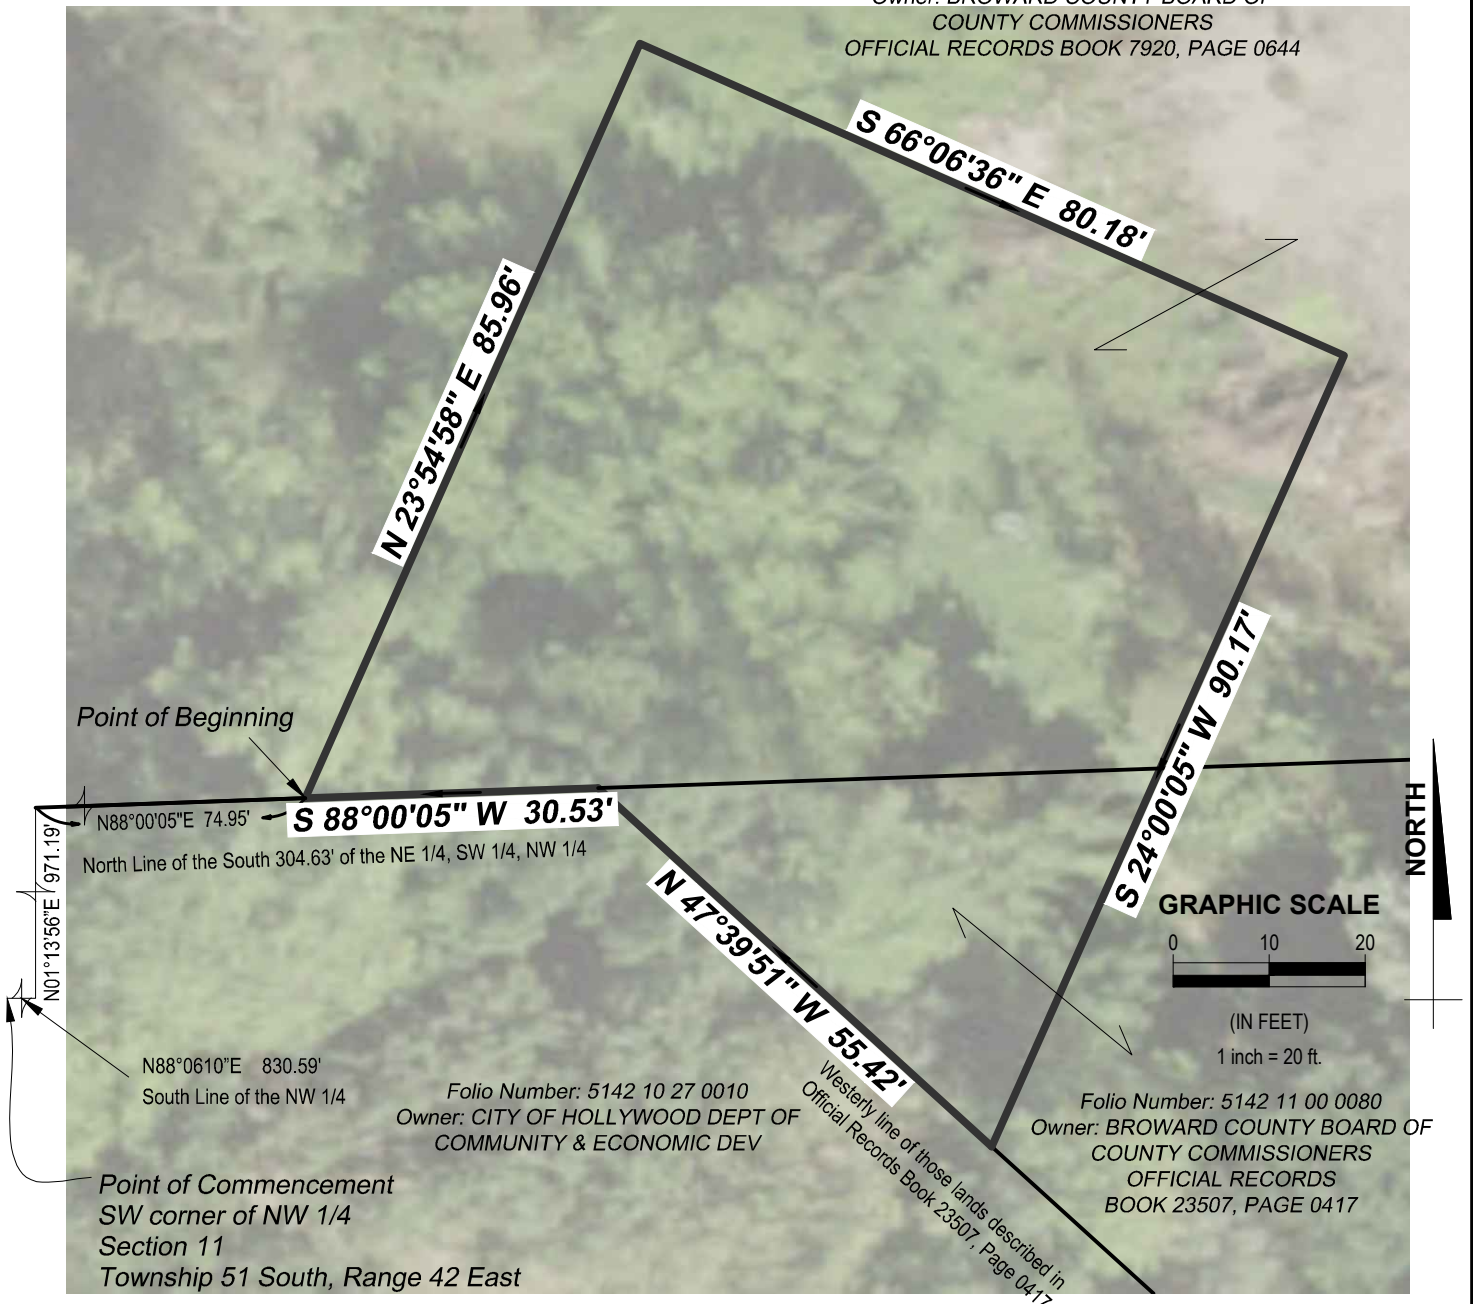 Owner: BROWARD COUNTY BOARD OF
COUNTY COMMISSIONERS
OFFICIAL RECORDS BOOK 7920, PAGE 0644
S 66°06'36" E 80.18'
N 23°54'58" E 85.96'
S 24°00'05" W 90.17'
Point of Beginning
N88°00'05"E 74.95'
S 88°00'05" W 30.53'
North Line of the South 304.63' of the NE 1/4, SW 1/4, NW 1/4
N01°13'56"E 971.19'
N 47°39'51" W 55.42'
Westerly line of those lands described in
Official Records Book 23507, Page 0417
NORTH
GRAPHIC SCALE
0 10 20
(IN FEET)
1 inch = 20 ft.
N88°0610"E 830.59'
South Line of the NW 1/4
Folio Number: 5142 10 27 0010
Owner: CITY OF HOLLYWOOD DEPT OF
COMMUNITY & ECONOMIC DEV
Folio Number: 5142 11 00 0080
Owner: BROWARD COUNTY BOARD OF
COUNTY COMMISSIONERS
OFFICIAL RECORDS
BOOK 23507, PAGE 0417
Point of Commencement
SW corner of NW 1/4
Section 11
Township 51 South, Range 42 East